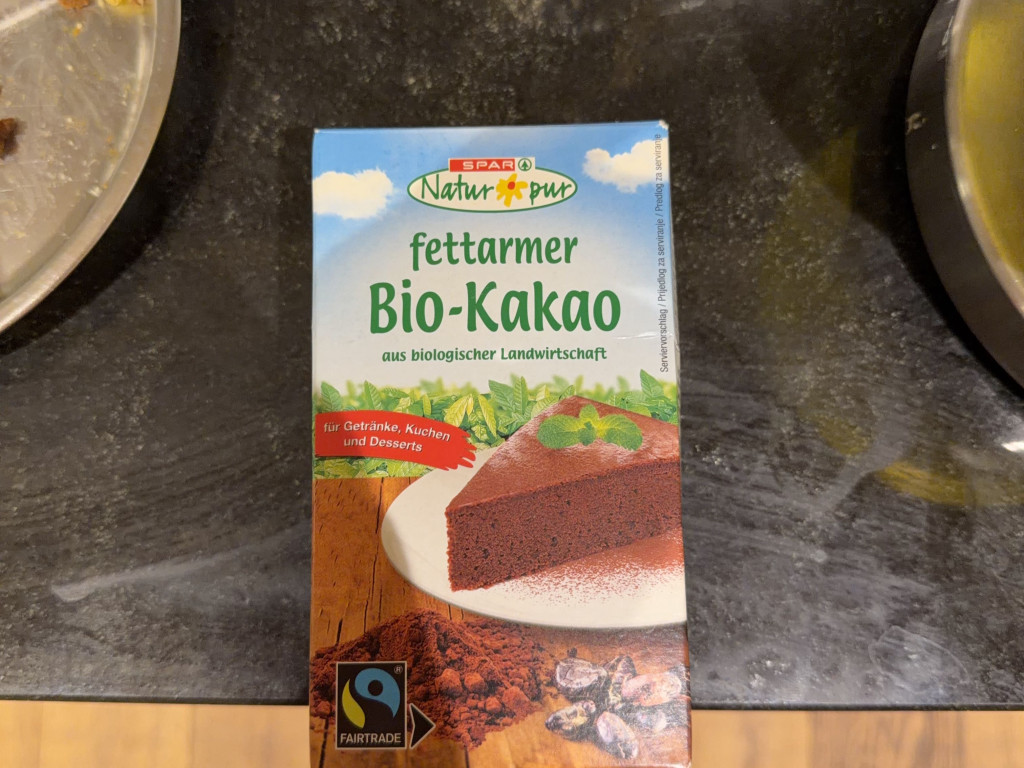 SPAR
Natur pur
fettarmer
Bio-Kakao
aus biologischer Landwirtschaft
Serviervorschlag / Prijedlog za serviranje / Predlog za serviranje
für Getränke, Kuchen
und Desserts
®
FAIRTRADE